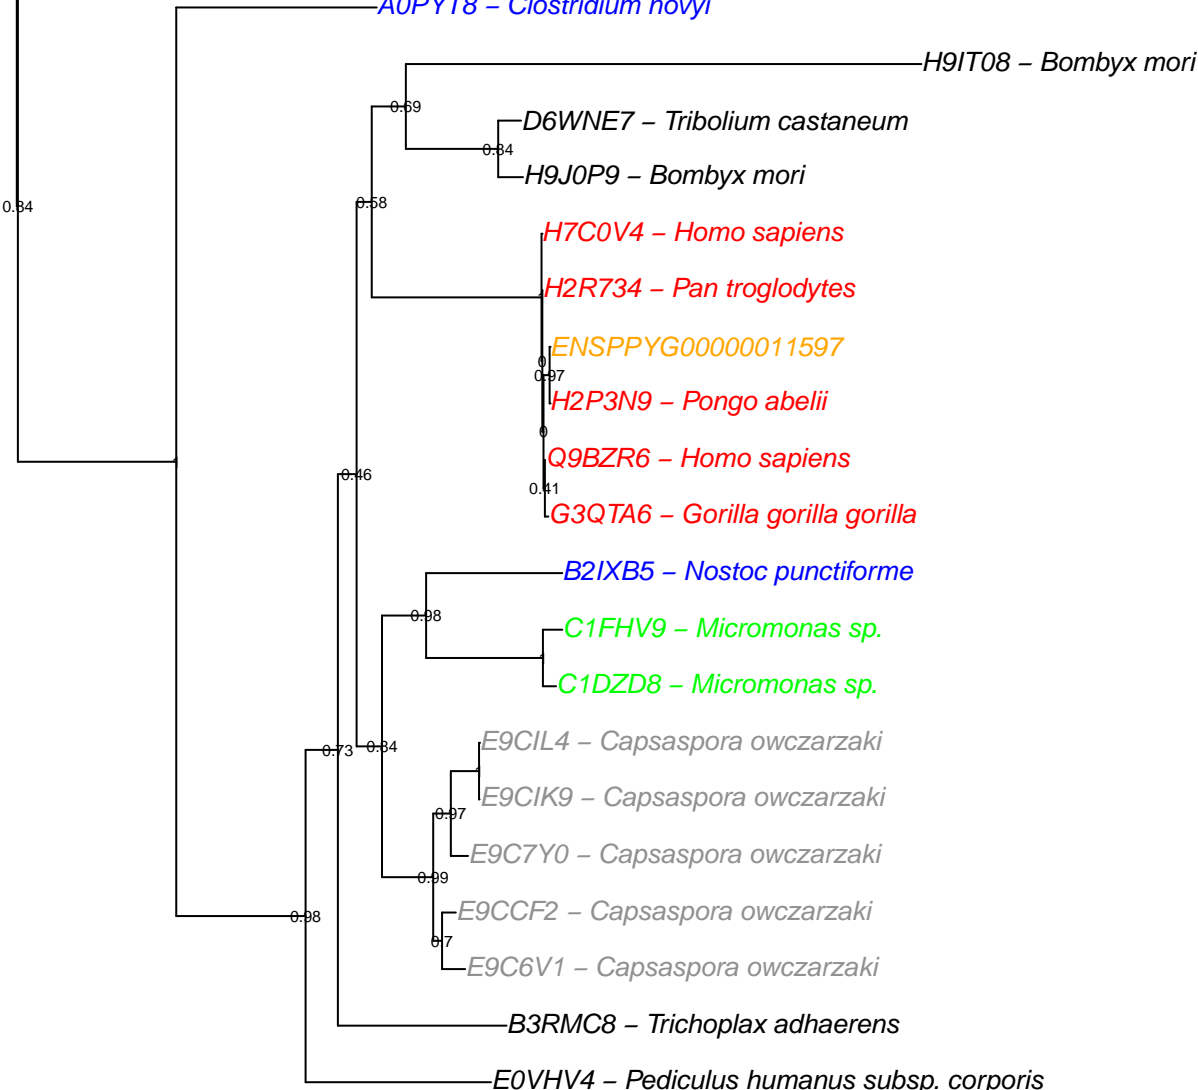 A0PYT8 – Clostridium novyi
H9IT08 – Bombyx mori
0.69
D6WNE7 – Tribolium castaneum
0.84
H9J0P9 – Bombyx mori
0.58
0.84
H7C0V4 – Homo sapiens
H2R734 – Pan troglodytes
1
ENSPPYG00000011597
0
0.97
H2P3N9 – Pongo abelii
0
Q9BZR6 – Homo sapiens
1
0.46
0.41
G3QTA6 – Gorilla gorilla gorilla
B2IXB5 – Nostoc punctiforme
0.98
C1FHV9 – Micromonas sp.
1
C1DZD8 – Micromonas sp.
E9CIL4 – Capsaspora owczarzaki
0.73
0.84
1
E9CIK9 – Capsaspora owczarzaki
0.97
E9C7Y0 – Capsaspora owczarzaki
0.99
E9CCF2 – Capsaspora owczarzaki
0.98
0.7
E9C6V1 – Capsaspora owczarzaki
B3RMC8 – Trichoplax adhaerens
E0VHV4 – Pediculus humanus subsp. corporis